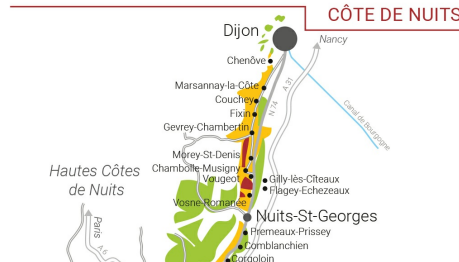 CÔTE DE NUITS
Dijon
Nancy
Chenôve
Marsannay-la-Côte
A 31
Couchey
N 74
Fixin
Canal de Bourgogne
Gevrey-Chambertin
Morey-St-Denis
Hautes Côtes
de Nuits
Chambolle-Musigny
Vougeot
Gilly-lès-Cîteaux
Flagey-Echezeaux
Vosne-Romanée
Nuits-St-Georges
Paris
Premeaux-Prissey
A 6
Comblanchien
Corgoloin